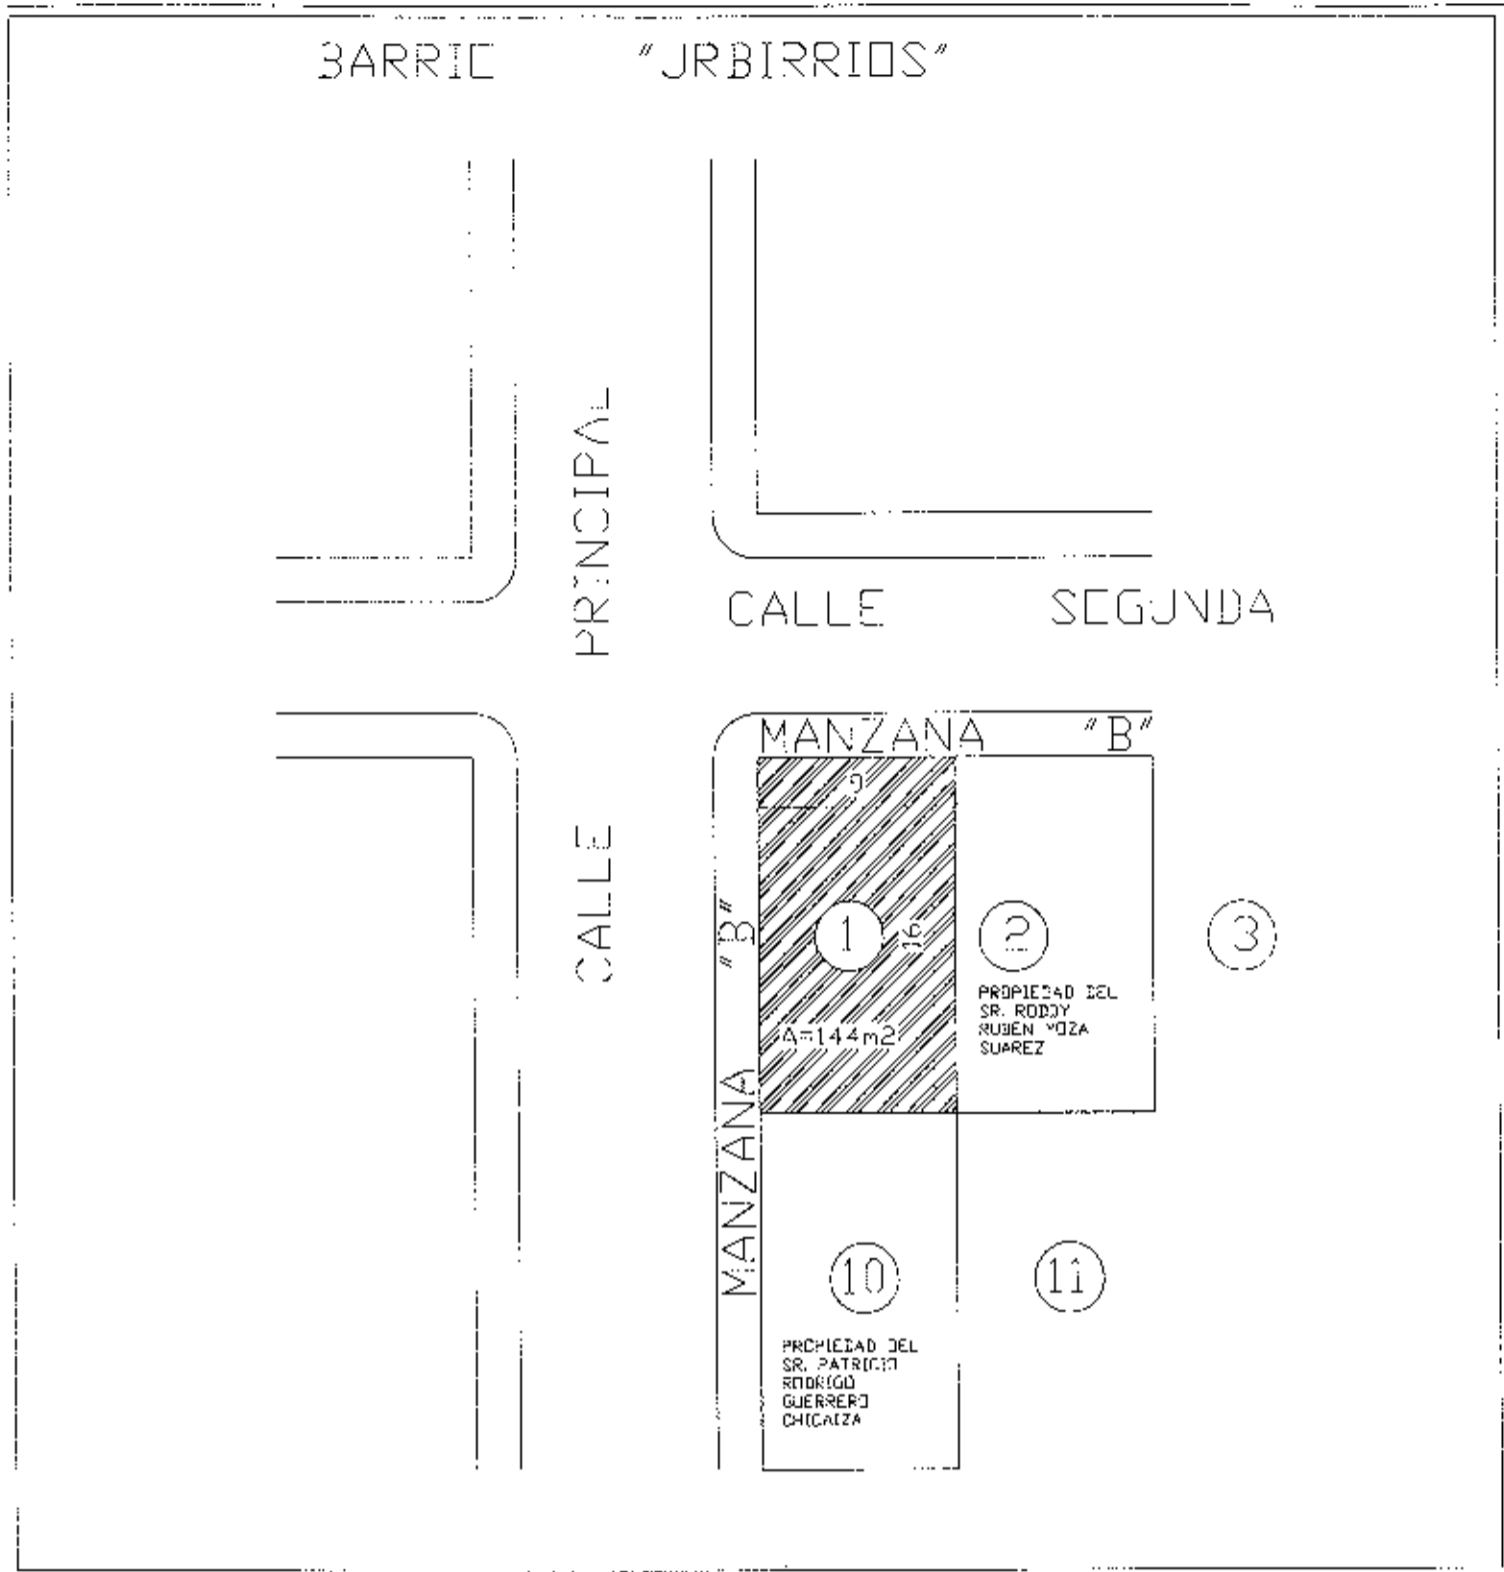 BARRIO "URBIRRIOS"
CALLE PRINCIPAL
CALLE SEGUNDA
MANZANA "B"
MANZANA "B"
9
1
16
A=144m2
2
PROPIEDAD DEL
SR. RODDY
RUBEN MOZA
SUAREZ
3
10
PROPIEDAD DEL
SR. PATRICIO
RODRIGO
GUERRERO
CHICAIZA
11